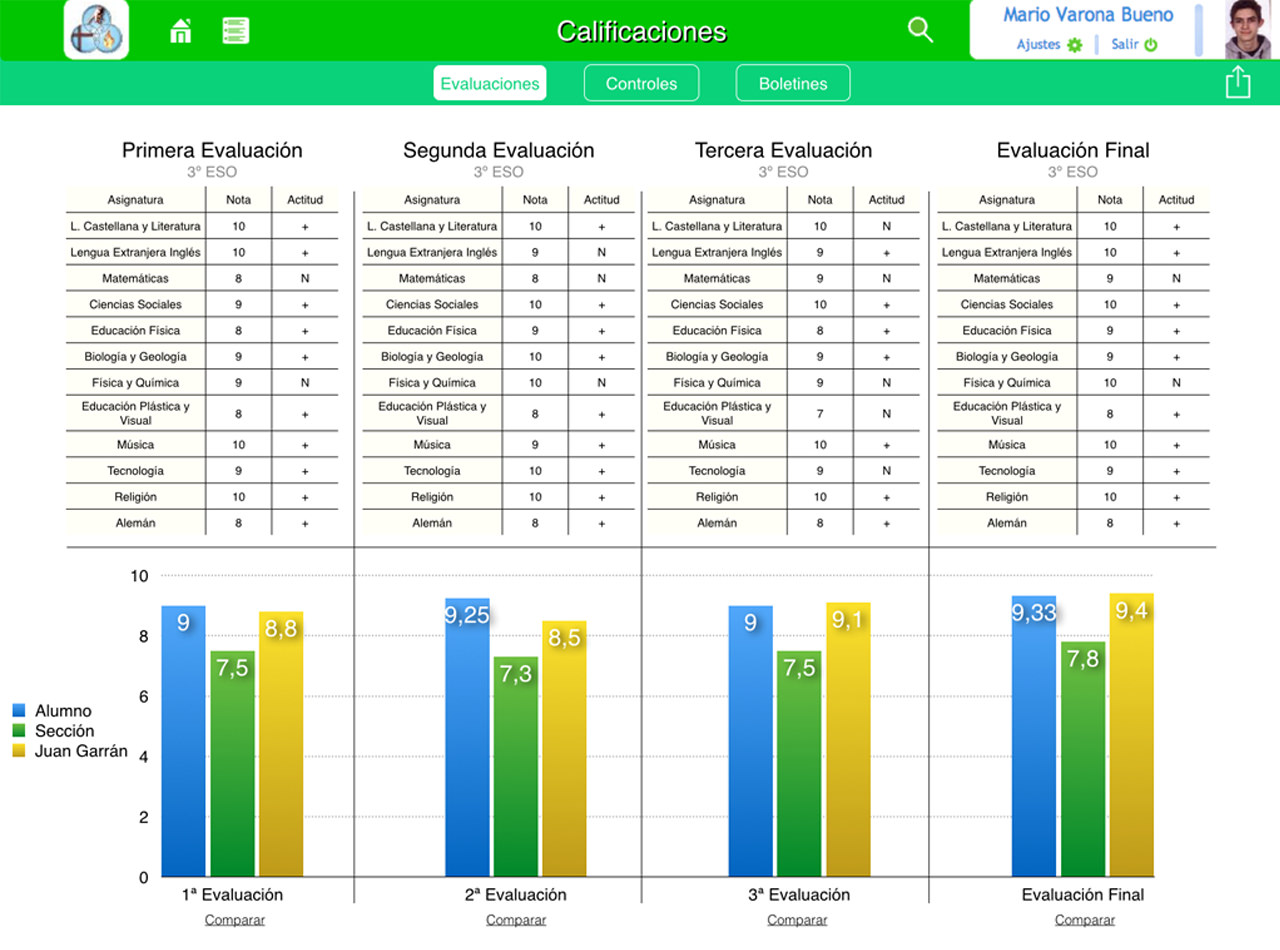 Calificaciones
Mario Varona Bueno
Ajustes
Salir
Evaluaciones
Controles
Boletines
Primera Evaluación
3º ESO
Asignatura Nota Actitud
L. Castellana y Literatura 10 +
Lengua Extranjera Inglés 10 +
Matemáticas 8 N
Ciencias Sociales 9 +
Educación Física 8 +
Biología y Geología 9 +
Física y Química 9 N
Educación Plástica y
Visual 8 +
Música 10 +
Tecnología 9 +
Religión 10 +
Alemán 8 +
Segunda Evaluación
3º ESO
Asignatura Nota Actitud
L. Castellana y Literatura 10 +
Lengua Extranjera Inglés 9 N
Matemáticas 8 N
Ciencias Sociales 10 +
Educación Física 9 +
Biología y Geología 10 +
Física y Química 10 N
Educación Plástica y
Visual 8 +
Música 9 +
Tecnología 10 +
Religión 10 +
Alemán 8 +
Tercera Evaluación
3º ESO
Asignatura Nota Actitud
L. Castellana y Literatura 10 N
Lengua Extranjera Inglés 9 +
Matemáticas 9 N
Ciencias Sociales 10 +
Educación Física 8 +
Biología y Geología 9 +
Física y Química 9 N
Educación Plástica y
Visual 7 N
Música 10 +
Tecnología 9 N
Religión 10 +
Alemán 8 +
Evaluación Final
3º ESO
Asignatura Nota Actitud
L. Castellana y Literatura 10 +
Lengua Extranjera Inglés 10 +
Matemáticas 9 N
Ciencias Sociales 10 +
Educación Física 9 +
Biología y Geología 9 +
Física y Química 10 N
Educación Plástica y
Visual 8 +
Música 10 +
Tecnología 9 +
Religión 10 +
Alemán 8 +
10
8
6
4
2
0
9 7,5 8,8
9,25 7,3 8,5
9 7,5 9,1
9,33 7,8 9,4
Alumno
Sección
Juan Garrán
1ª Evaluación
2ª Evaluación
3ª Evaluación
Evaluación Final
Comparar
Comparar
Comparar
Comparar